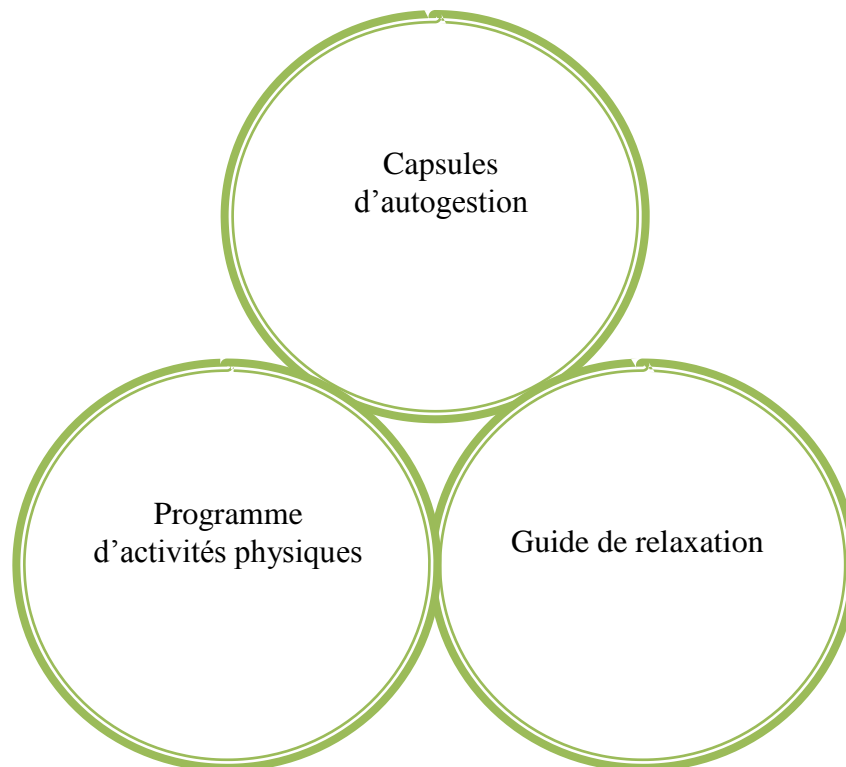 Capsules
d’autogestion
Programme
d’activités physiques
Guide de relaxation